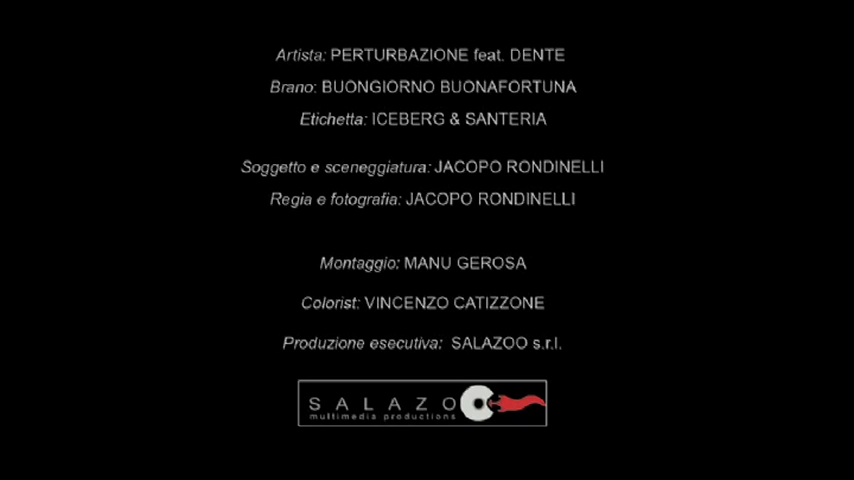 Artista: PERTURBAZIONE feat. DENTE
Brano: BUONGIORNO BUONAFORTUNA
Etichetta: ICEBERG & SANTERIA
Soggetto e sceneggiatura: JACOPO RONDINELLI
Regia e fotografia: JACOPO RONDINELLI
Montaggio: MANU GEROSA
Colorist: VINCENZO CATIZZONE
Produzione esecutiva: SALAZOO s.r.l.
SALAZOO
multimedia productions